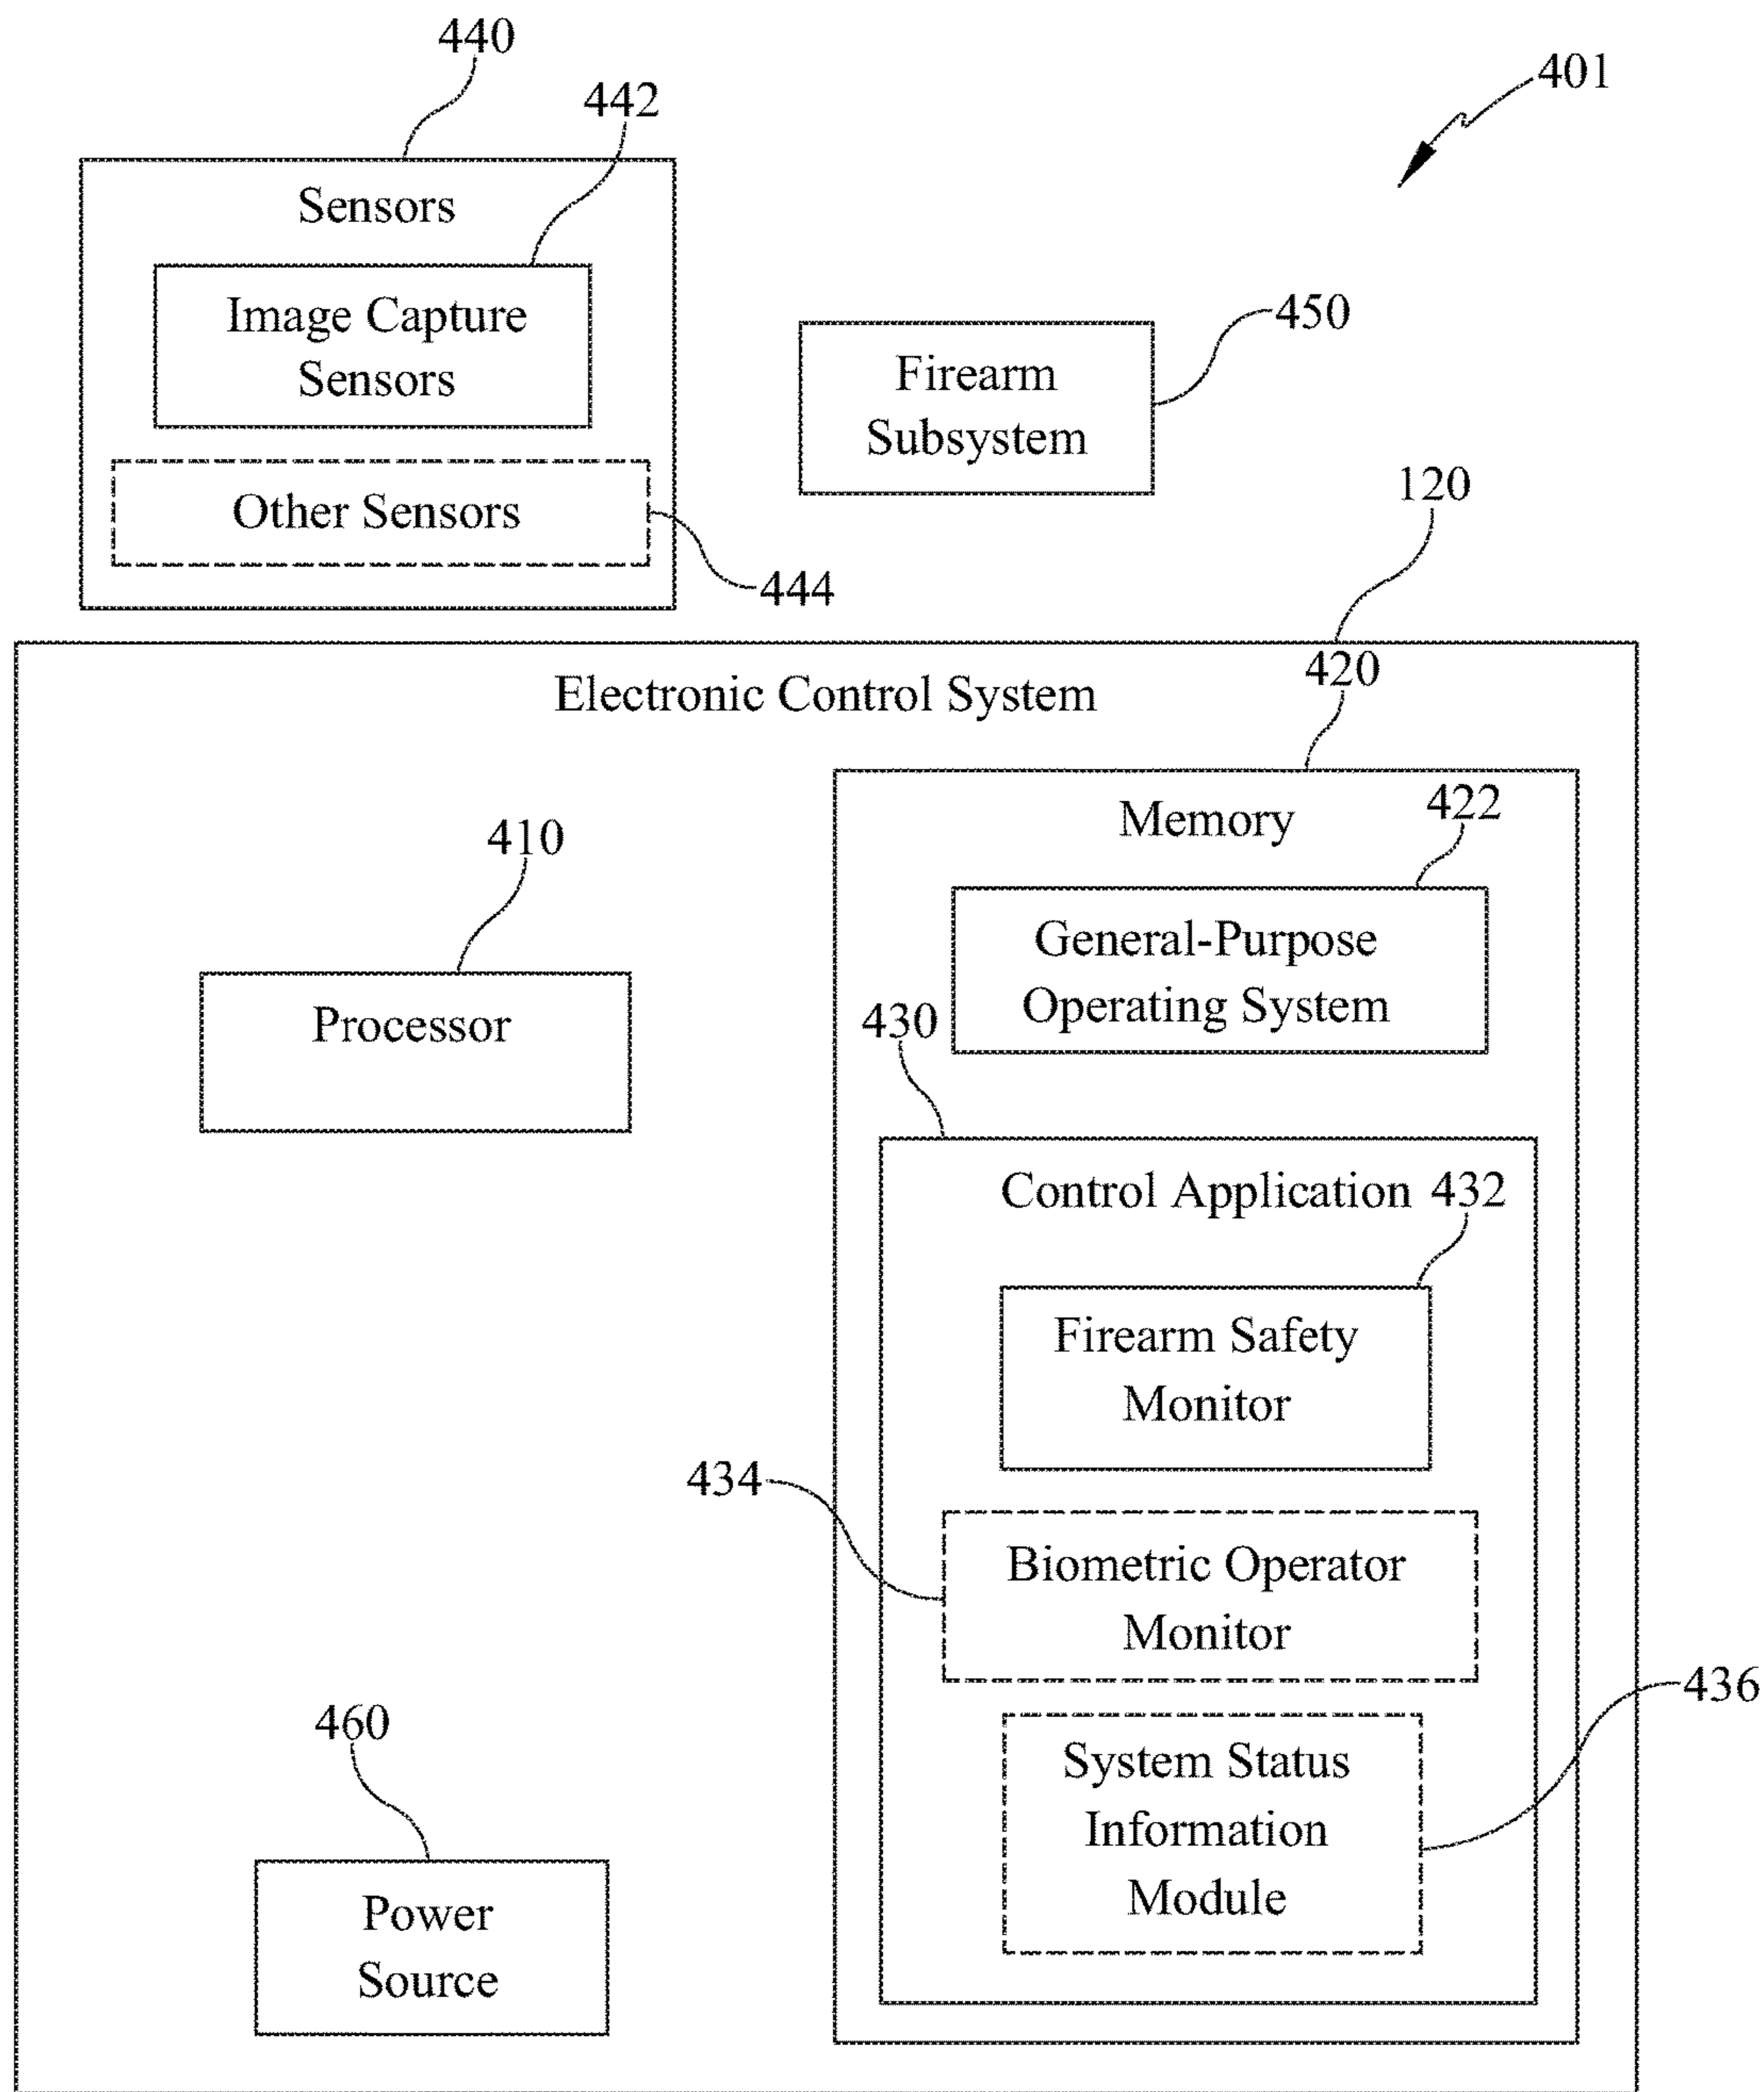 440
401
442
Sensors
Image Capture
Sensors
450
Firearm
Subsystem
Other Sensors
444
120
Electronic Control System
420
Memory
422
410
General-Purpose
Operating System
Processor
430
Control Application
432
Firearm Safety
Monitor
434
Biometric Operator
Monitor
436
460
System Status
Information
Module
Power
Source